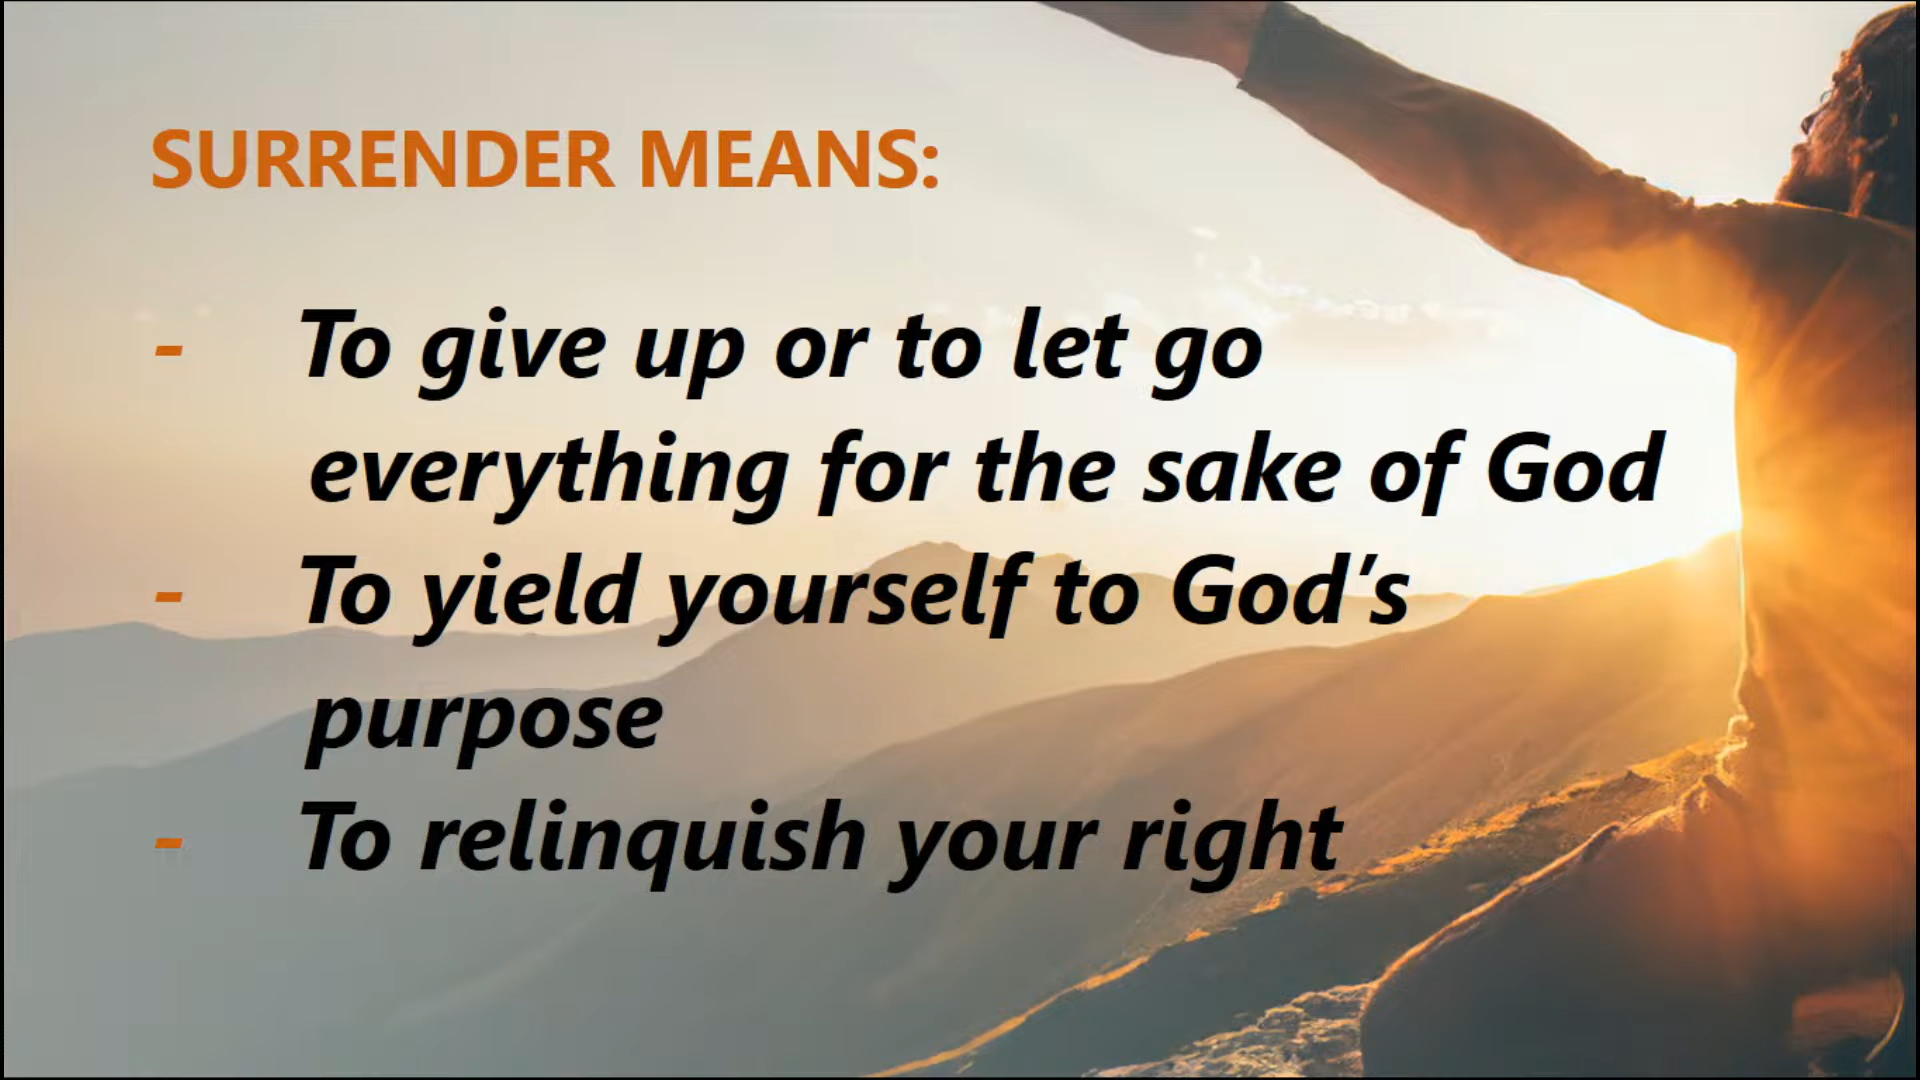 SURRENDER MEANS:
- To give up or to let go
everything for the sake of God
- To yield yourself to God’s
purpose
- To relinquish your right